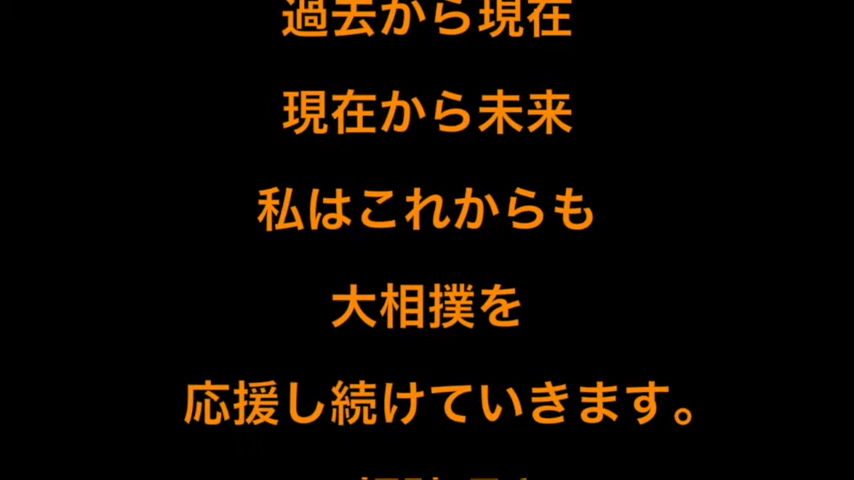 過去から現在
現在から未来
私はこれからも
大相撲を
応援し続けていきます。